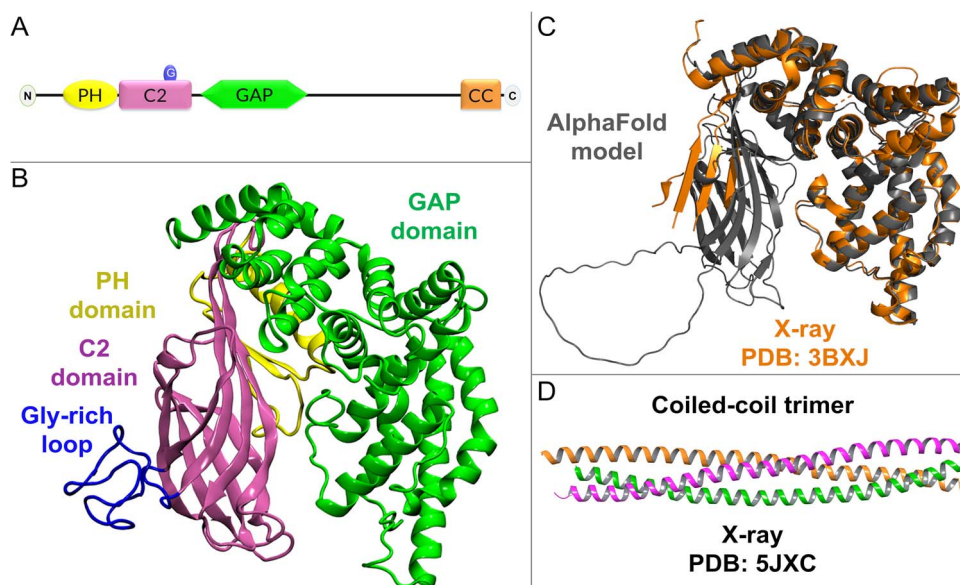 A
N
PH
C2
G
GAP
CC
C
B
GAP
domain
PH
domain
C2
domain
Gly-rich
loop
C
AlphaFold
model
X-ray
PDB: 3BXJ
D
Coiled-coil trimer
X-ray
PDB: 5JXC